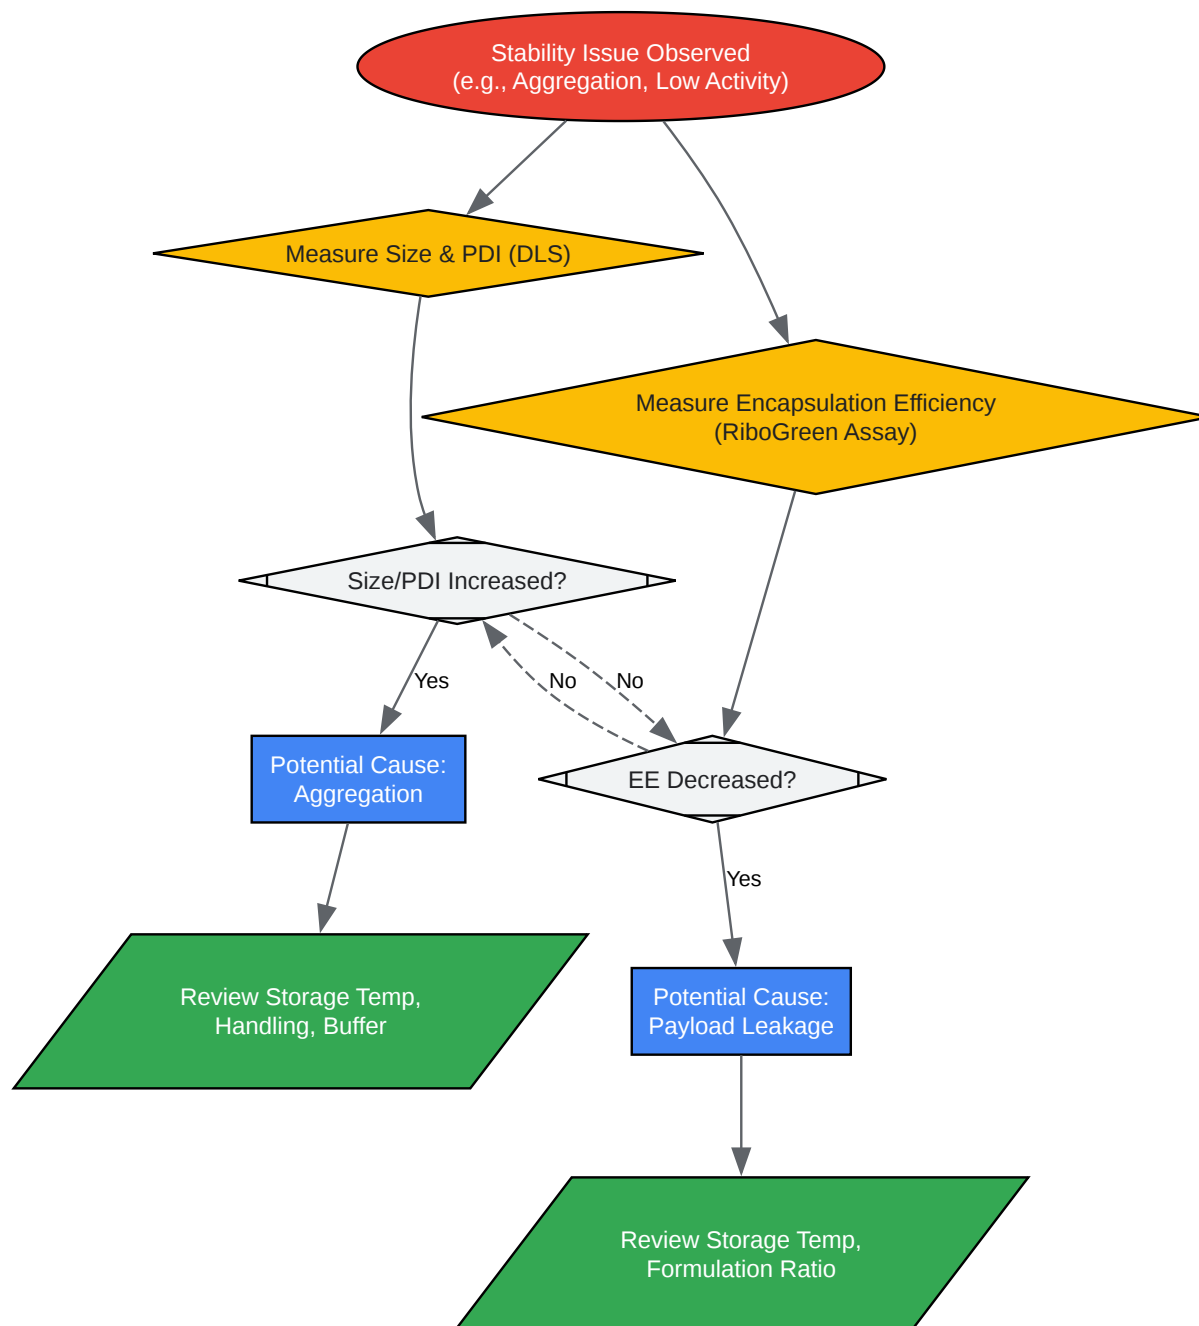 Stability Issue Observed
(e.g., Aggregation, Low Activity)
Measure Size & PDI (DLS)
Measure Encapsulation Efficiency
(RiboGreen Assay)
Size/PDI Increased?
Yes
No
No
Potential Cause:
Aggregation
EE Decreased?
Yes
Review Storage Temp,
Handling, Buffer
Potential Cause:
Payload Leakage
Review Storage Temp,
Formulation Ratio